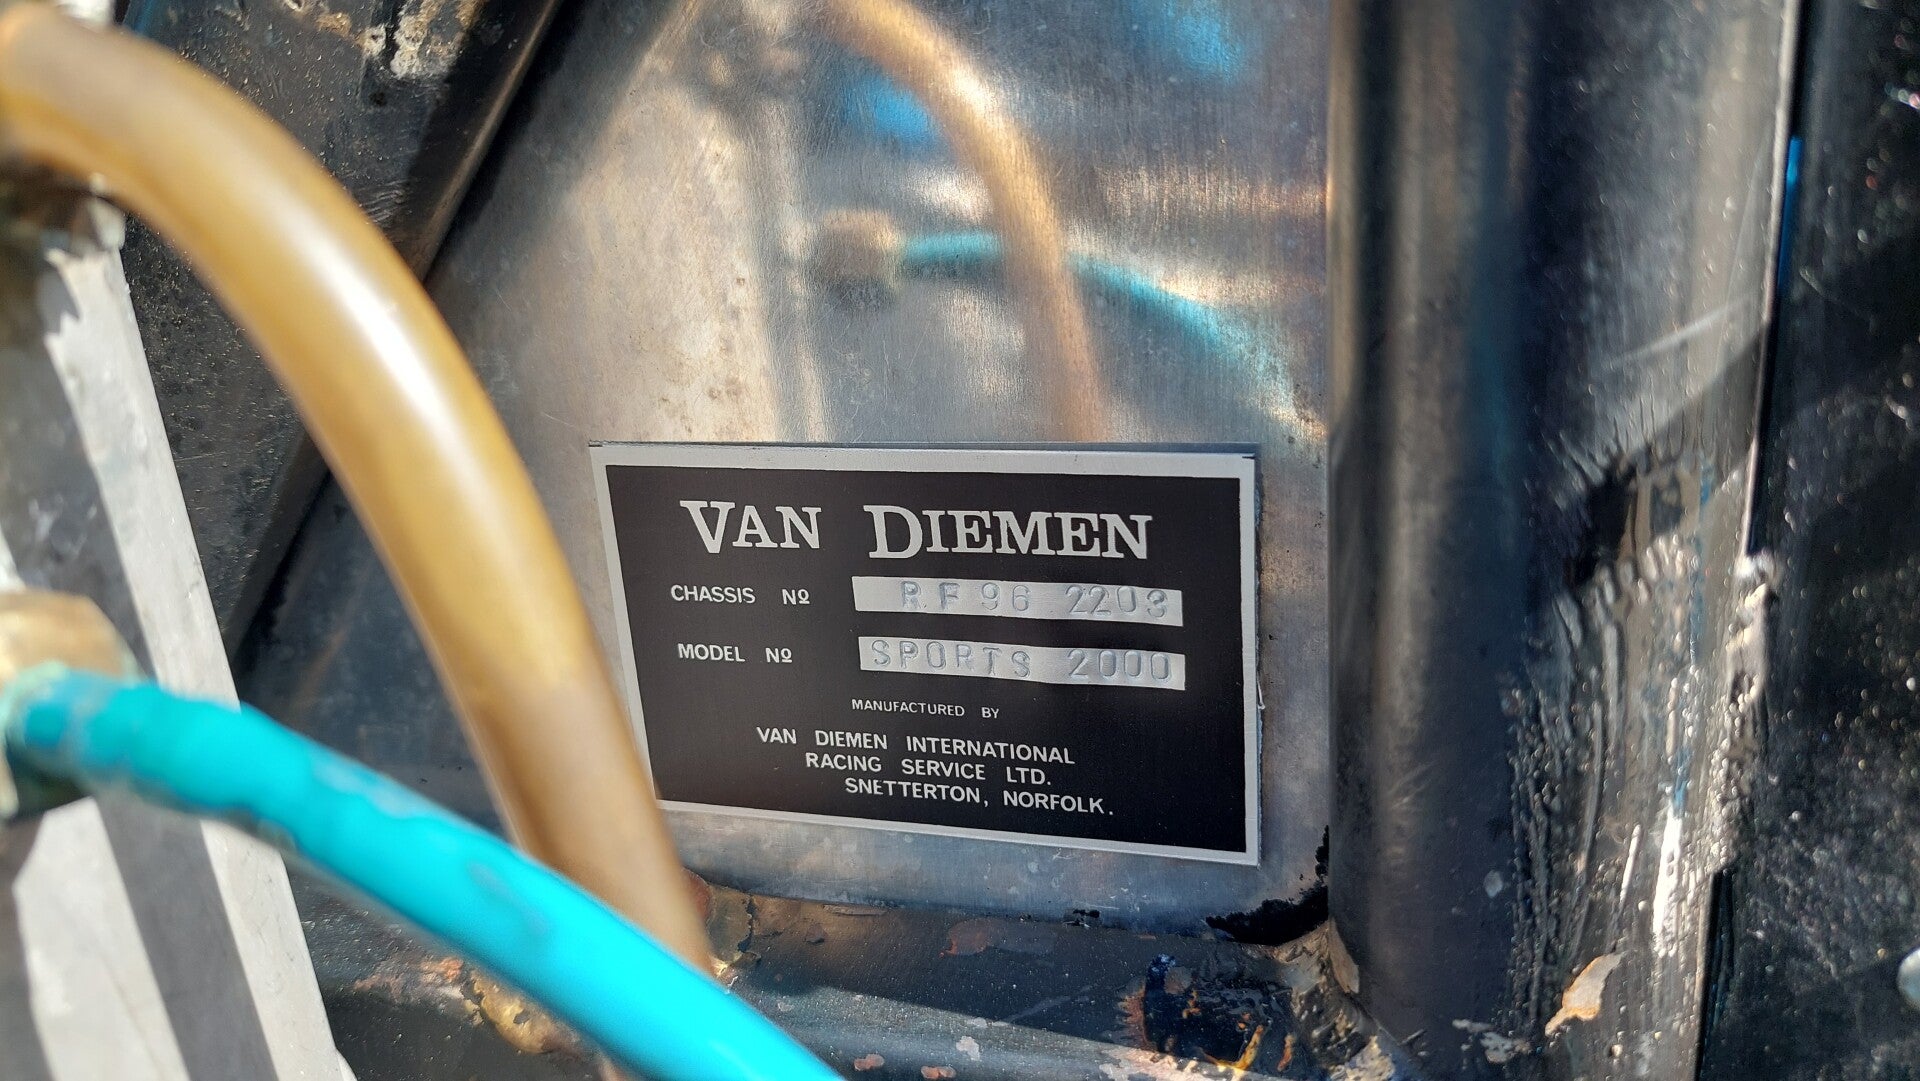 VAN DIEMEN
CHASSIS Nº RF96 2203
MODEL Nº SPORTS 2000
MANUFACTURED BY
VAN DIEMEN INTERNATIONAL
RACING SERVICE LTD.
SNETTERTON, NORFOLK.